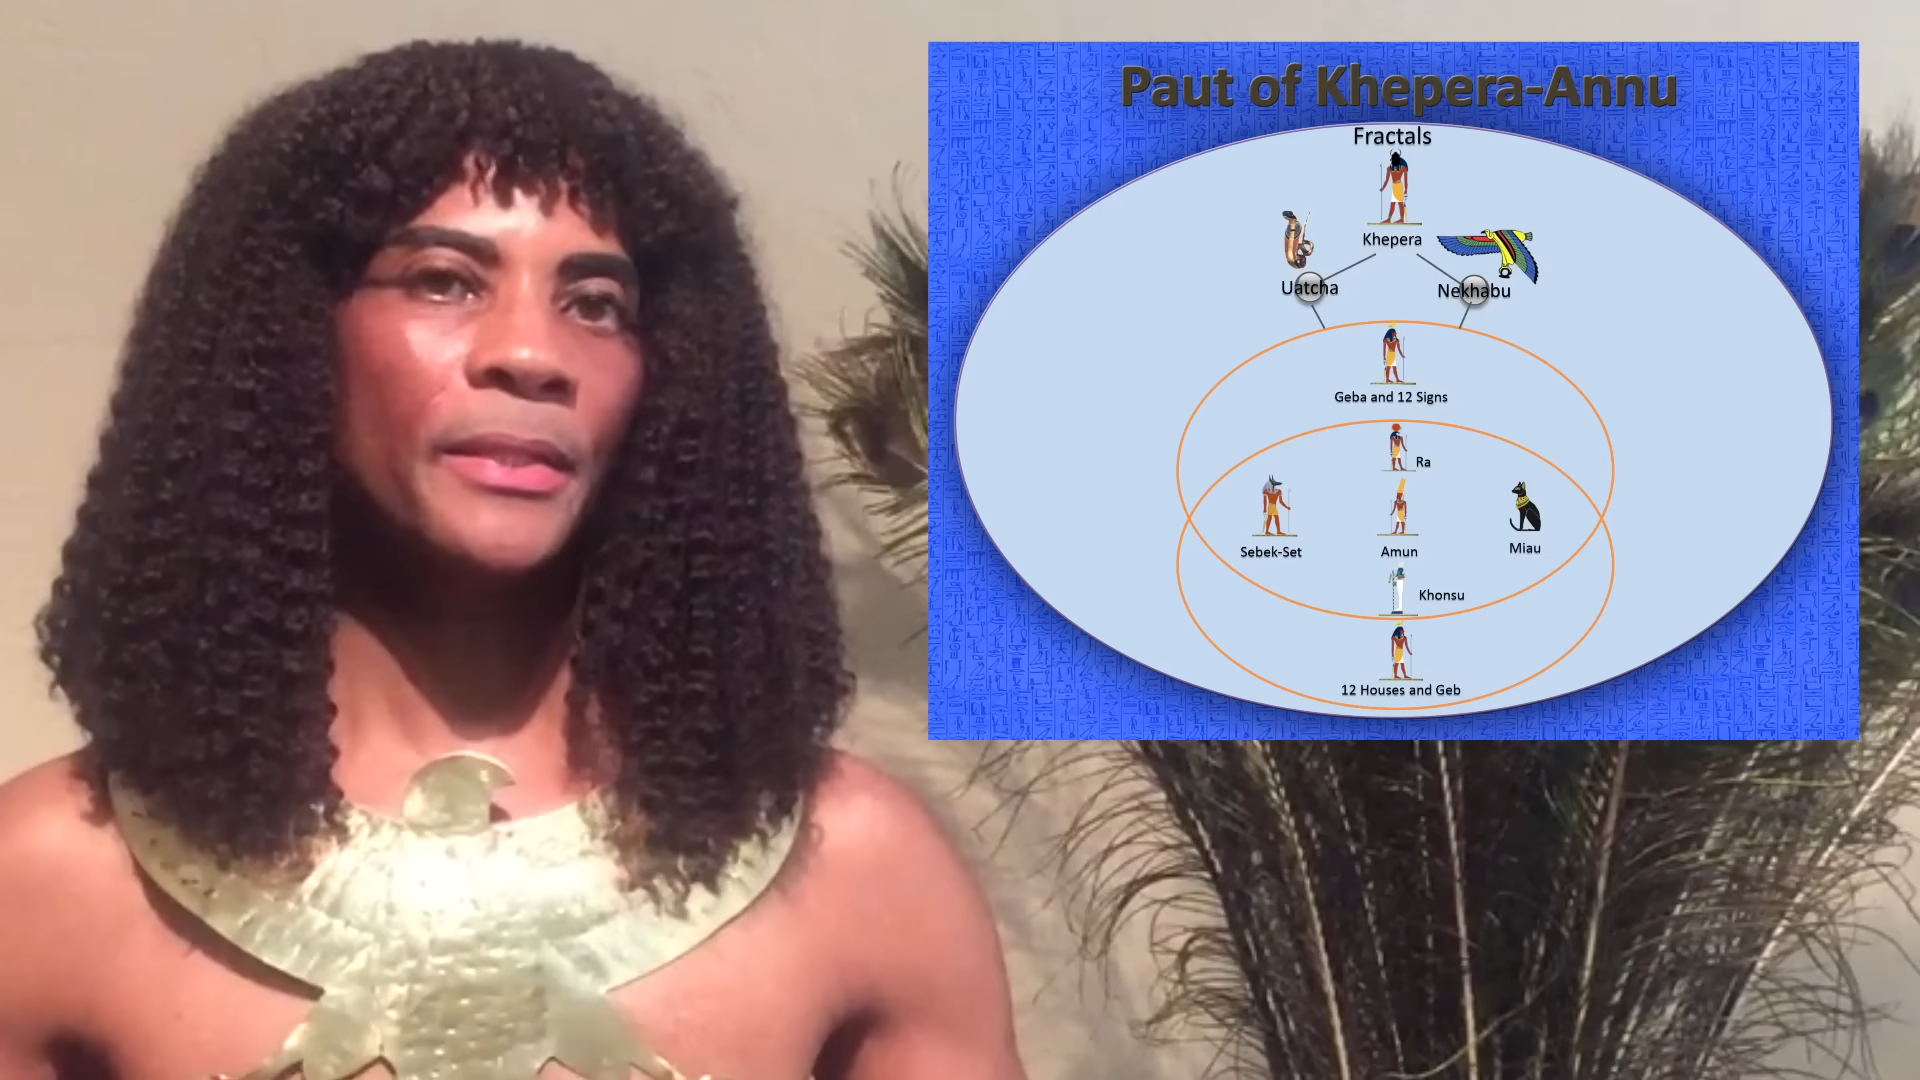 Paut of Khepera-Annu
Fractals
Khepera
Uatcha
Nekhabu
Geba and 12 Signs
Ra
Sebek-Set
Amun
Miau
Khonsu
12 Houses and Geb